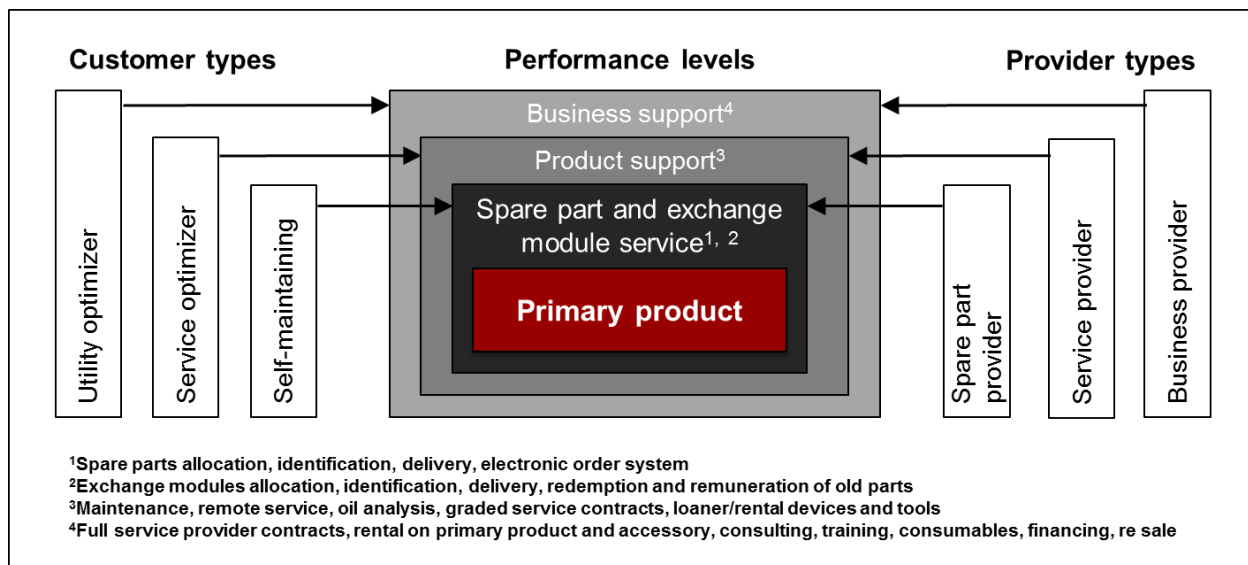 Customer types
Performance levels
Provider types
Business support⁴
Product support³
Spare part and exchange
module service¹, ²
Primary product
Utility optimizer
Service optimizer
Self-maintaining
Spare part
provider
Service provider
Business provider
¹Spare parts allocation, identification, delivery, electronic order system
²Exchange modules allocation, identification, delivery, redemption and remuneration of old parts
³Maintenance, remote service, oil analysis, graded service contracts, loaner/rental devices and tools
⁴Full service provider contracts, rental on primary product and accessory, consulting, training, consumables, financing, re sale